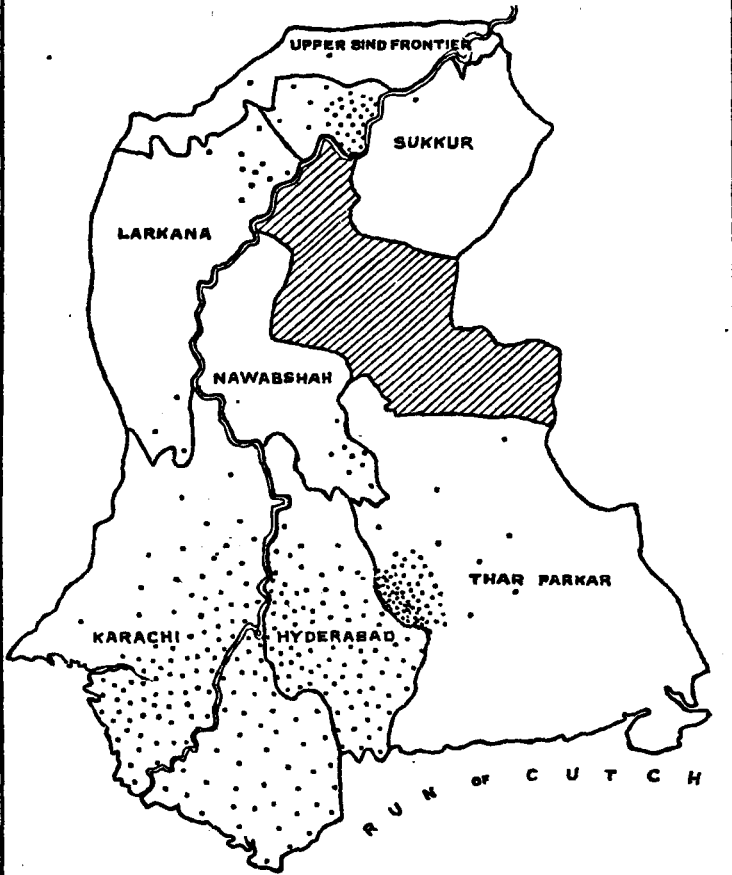 UPPER SIND FRONTIER
SUKKUR
LARKANA
NAWABSHAH
THAR PARKAR
KARACHI
HYDERABAD
RUN OF CUTCH